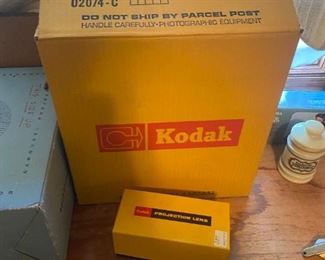 02074-C
DO NOT SHIP BY PARCEL POST
HANDLE CAREFULLY · PHOTOGRAPHIC EQUIPMENT
Kodak
Kodak PROJECTION LENS